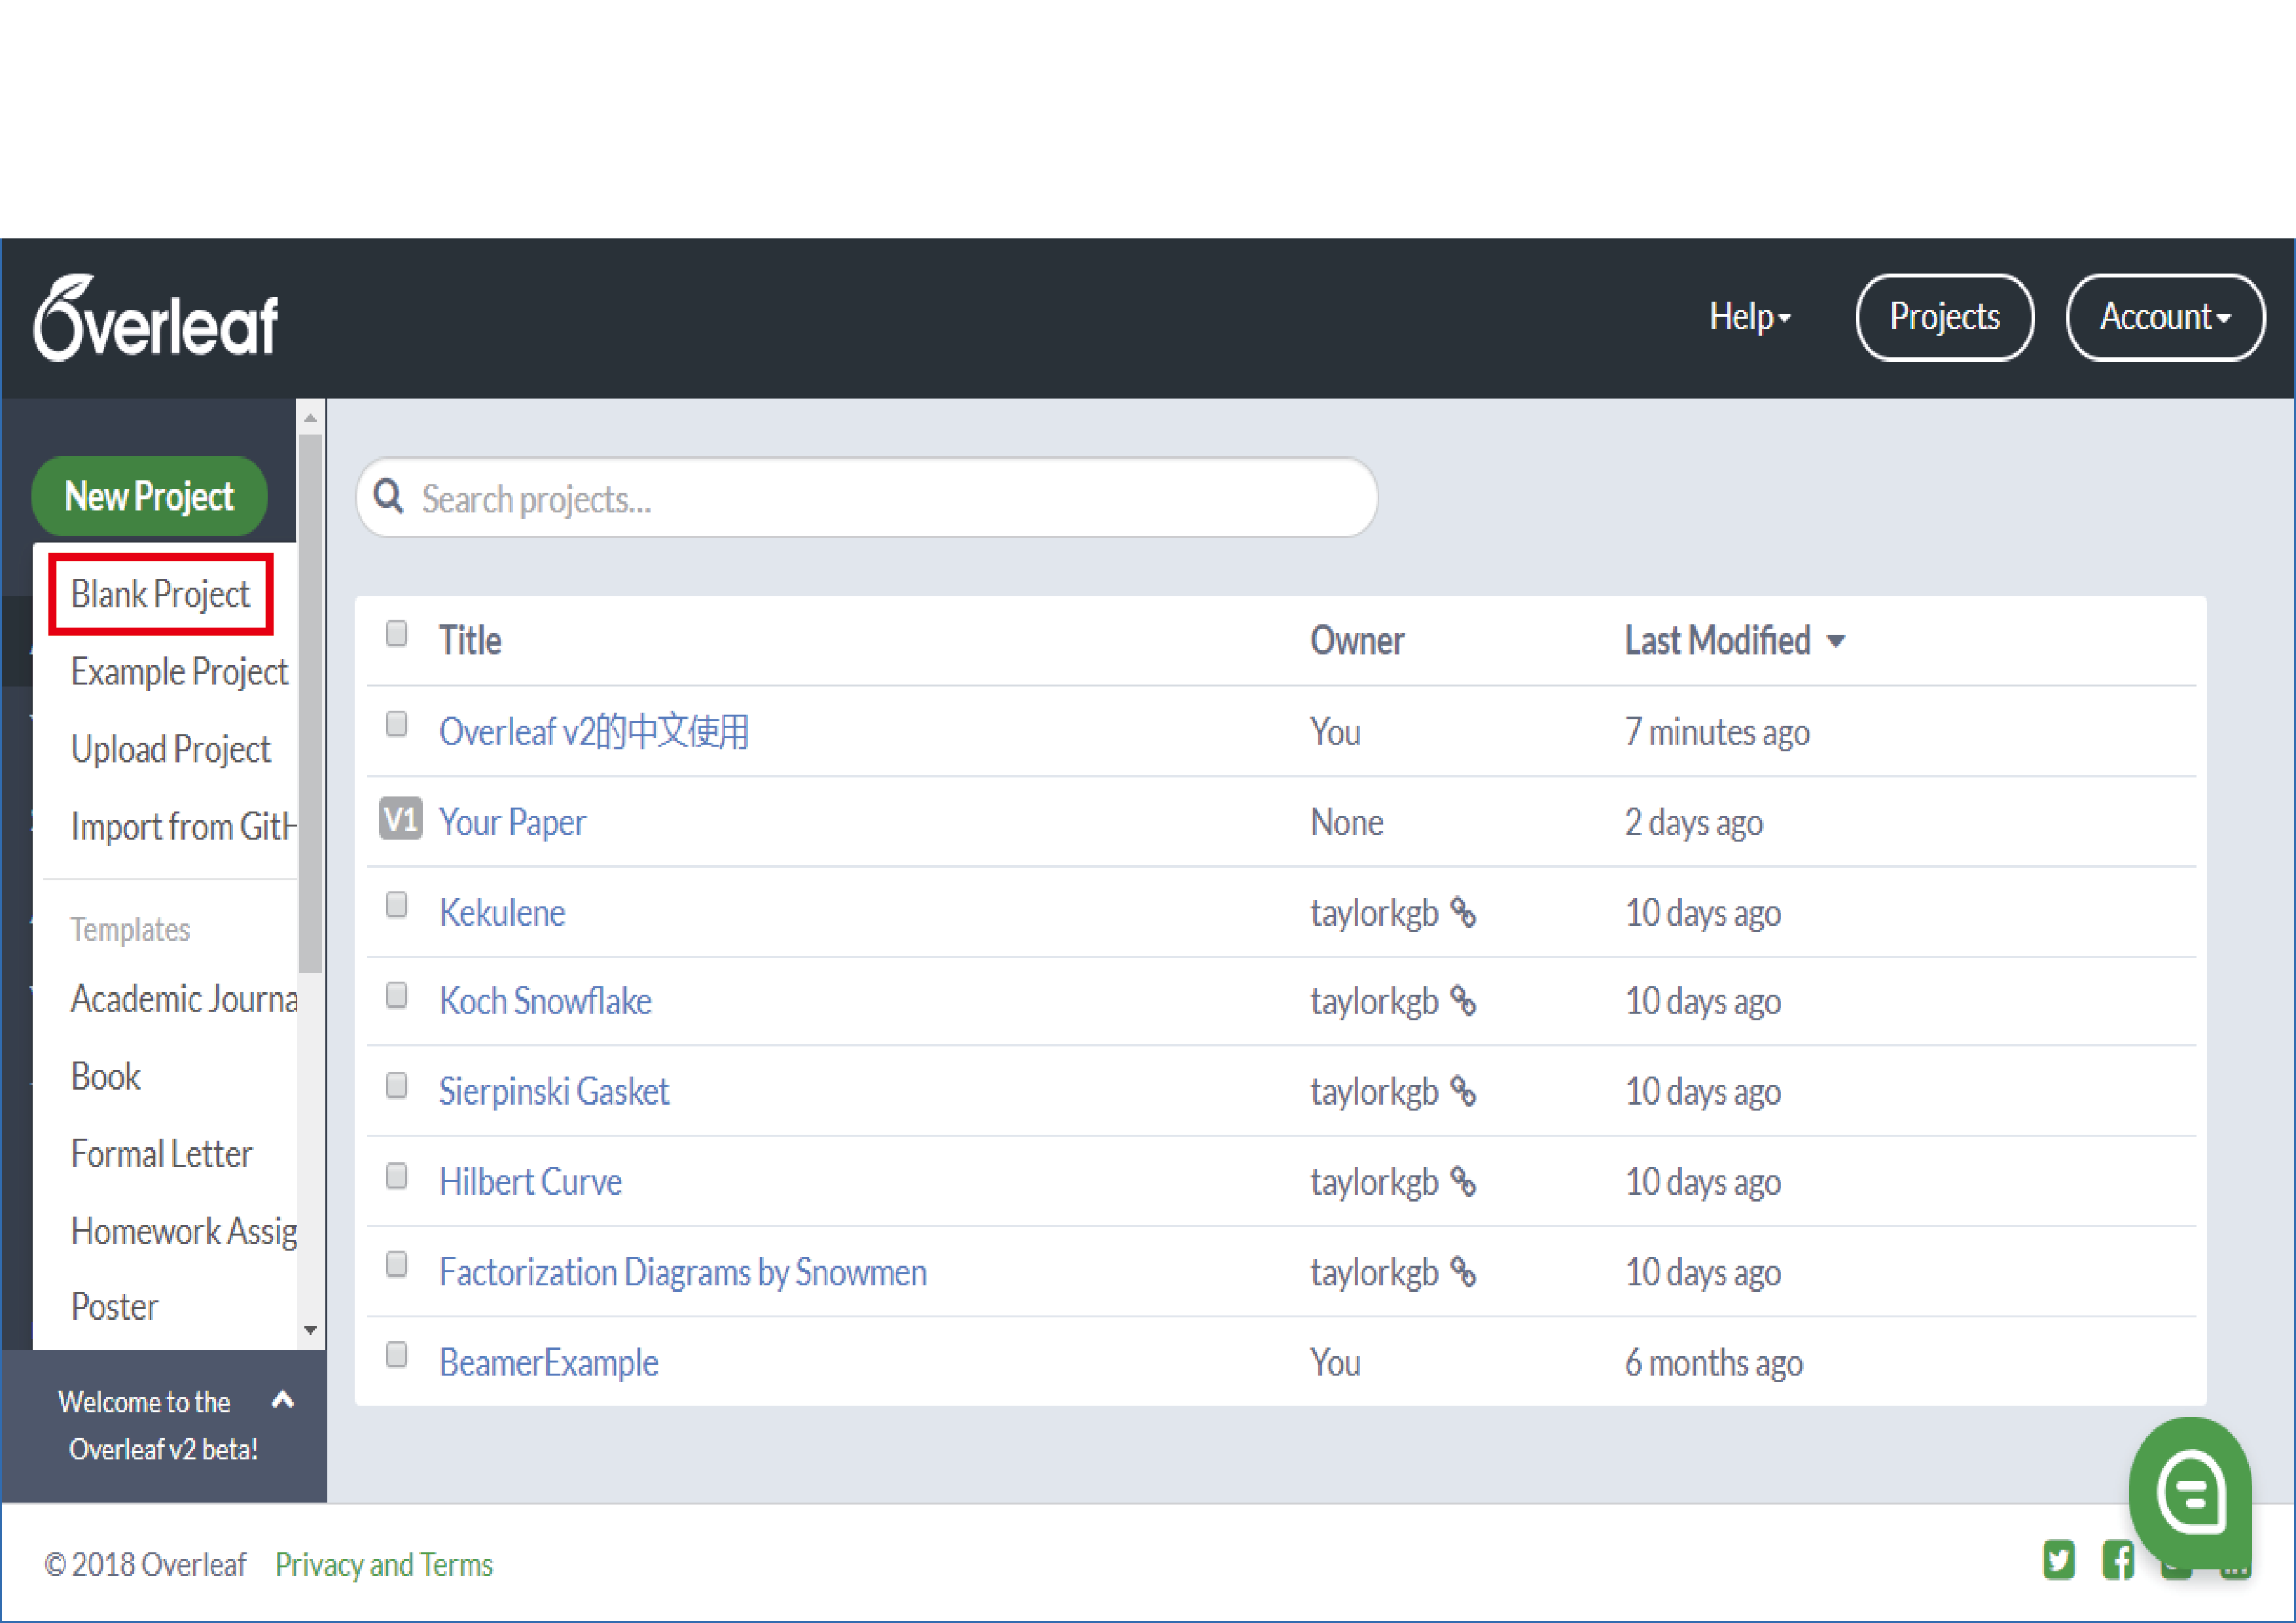 Overleaf
Help
Projects
Account
New Project
Search projects...
Blank Project
Example Project
Upload Project
Import from GitH
Templates
Academic Journa
Book
Formal Letter
Homework Assig
Poster
Title Owner Last Modified
Overleaf v2的中文使用 You 7 minutes ago
V1 Your Paper None 2 days ago
Kekulene taylorkgb 10 days ago
Koch Snowflake taylorkgb 10 days ago
Sierpinski Gasket taylorkgb 10 days ago
Hilbert Curve taylorkgb 10 days ago
Factorization Diagrams by Snowmen taylorkgb 10 days ago
BeamerExample You 6 months ago
Welcome to the
Overleaf v2 beta!
© 2018 Overleaf Privacy and Terms